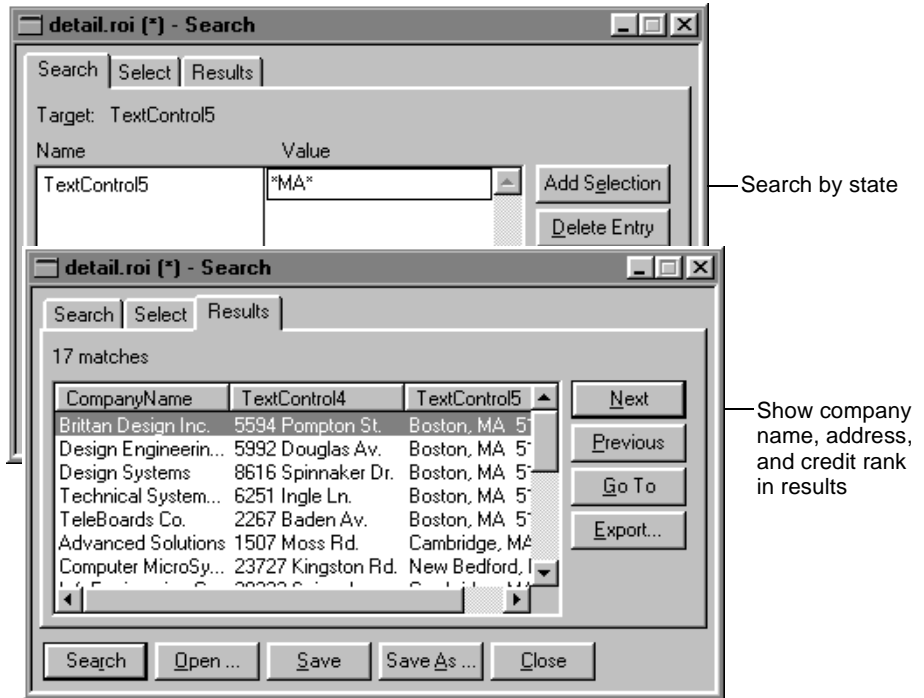 detail.roi (*) - Search
Search Select Results
Target: TextControl5
Name Value
TextControl5 *MA* Add Selection
Search by state
Delete Entry
detail.roi (*) - Search
Search Select Results
17 matches
CompanyName TextControl4 TextControl5
Brittan Design Inc. 5594 Pompton St. Boston, MA 5
Design Engineerin... 5992 Douglas Av. Boston, MA 5
Design Systems 8616 Spinnaker Dr. Boston, MA 5
Technical System... 6251 Ingle Ln. Boston, MA 5
TeleBoards Co. 2267 Baden Av. Boston, MA 5
Advanced Solutions 1507 Moss Rd. Cambridge, MA
Computer MicroSy... 23727 Kingston Rd. New Bedford,
Next
Previous
Go To
Export...
Show company
name, address,
and credit rank
in results
Search Open ... Save Save As ... Close